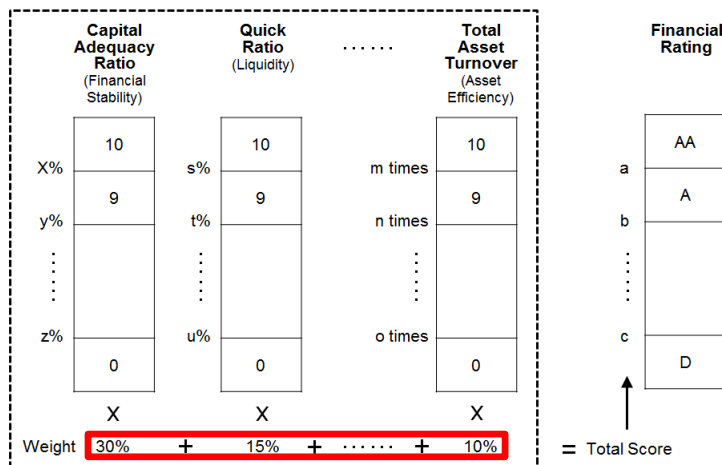 Capital Adequacy Ratio
(Financial Stability)
Quick Ratio
(Liquidity)
......
Total Asset Turnover
(Asset Efficiency)
Financial Rating
10
10
10
AA
X%
s%
m times
a
9
9
9
A
y%
t%
n times
b
......
......
......
......
z%
u%
o times
c
0
0
0
D
X
X
X
Weight 30% + 15% + ...... + 10% = Total Score